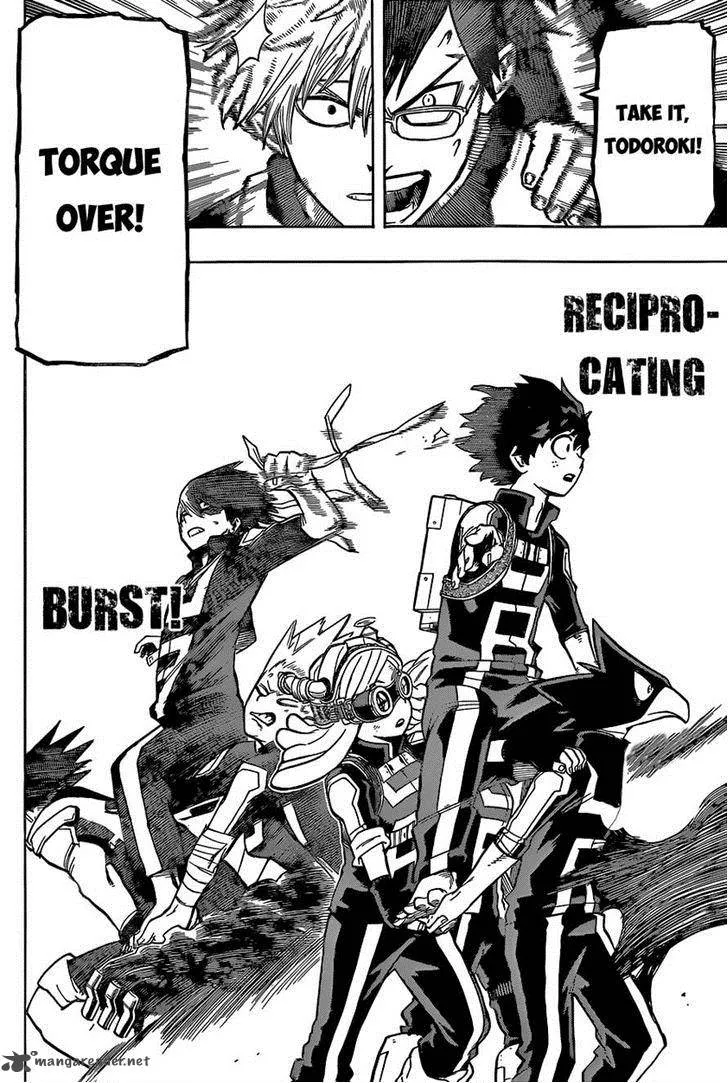 TAKE IT,
TODOROKI!
TORQUE
OVER!
RECIPRO-
CATING
BURST!
mangareader.net